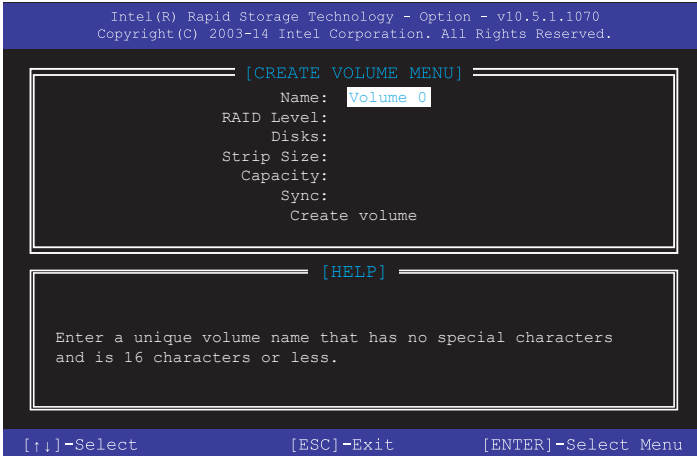 Intel(R) Rapid Storage Technology - Option - v10.5.1.1070
Copyright(C) 2003-14 Intel Corporation. All Rights Reserved.
[CREATE VOLUME MENU]
Name: Volume 0
RAID Level:
Disks:
Strip Size:
Capacity:
Sync:
Create volume
[HELP]
Enter a unique volume name that has no special characters
and is 16 characters or less.
[↑↓]-Select [ESC]-Exit [ENTER]-Select Menu